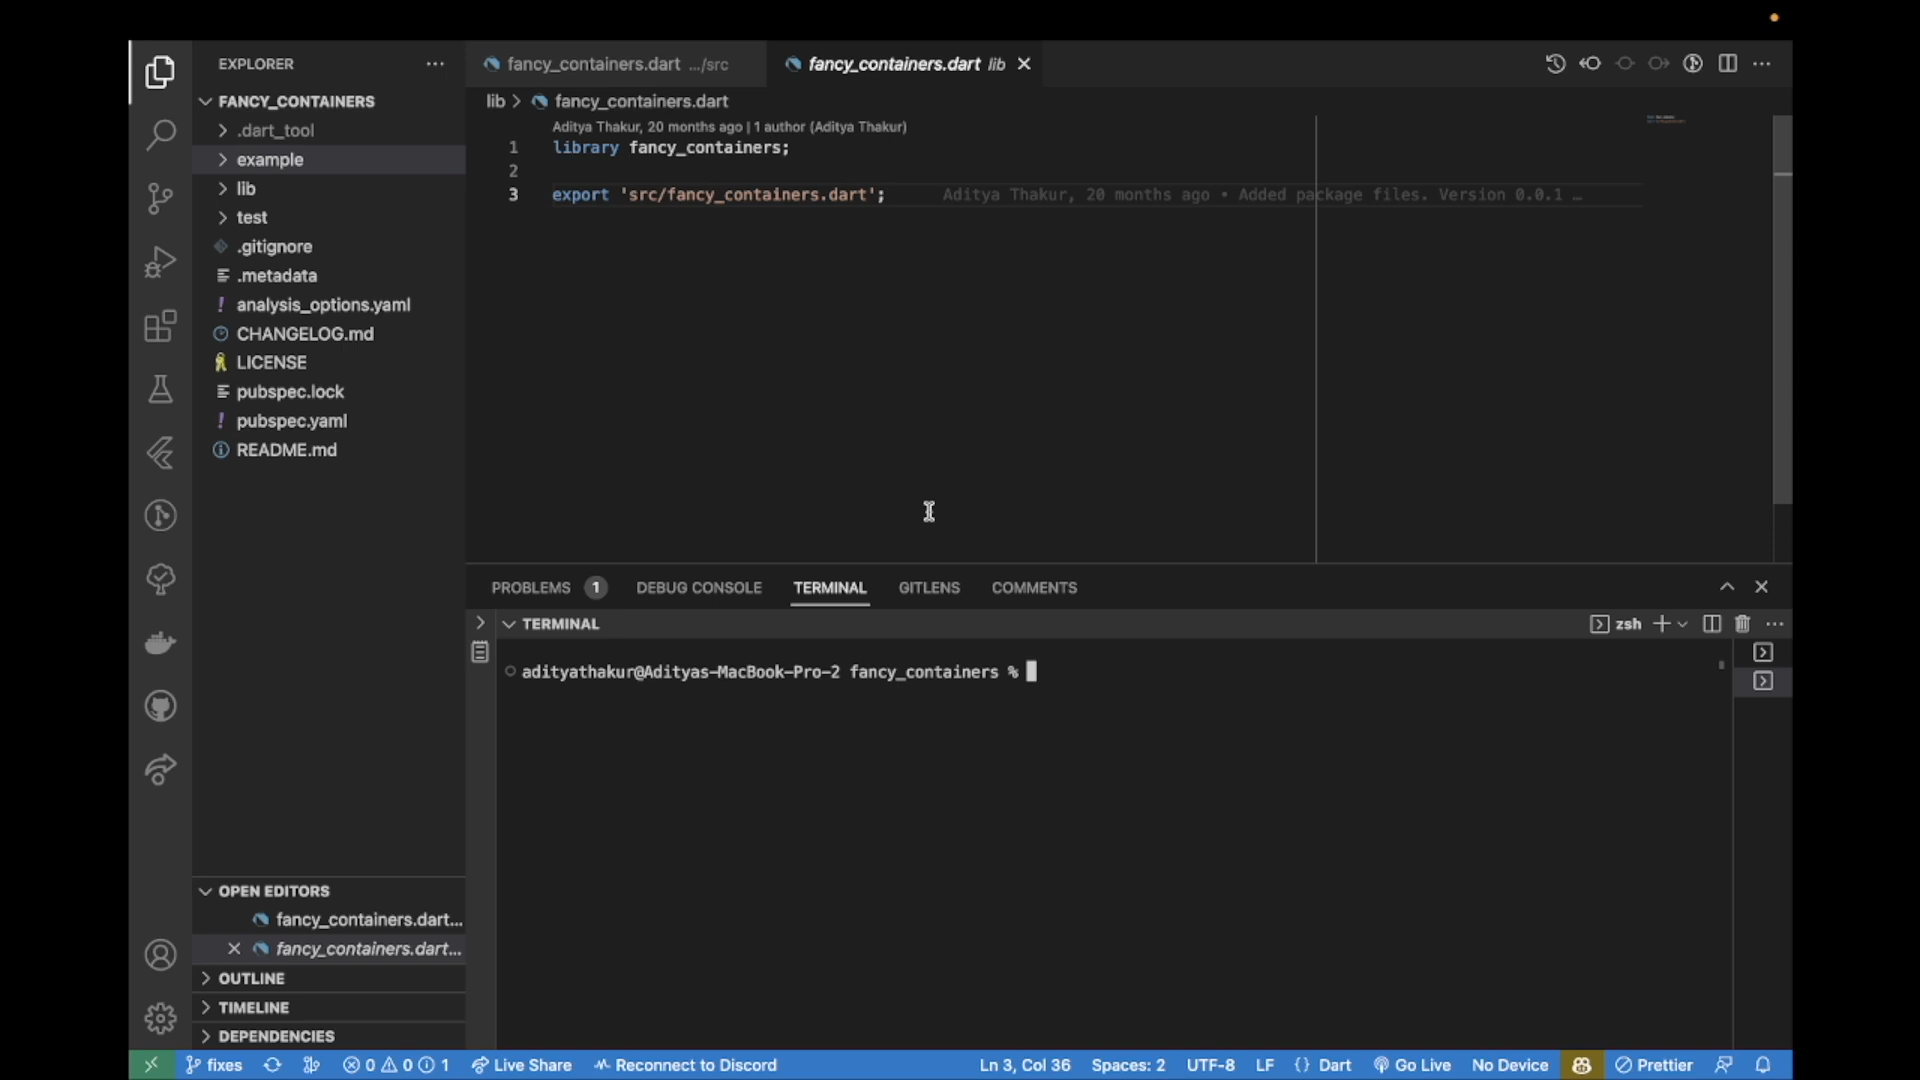 EXPLORER
FANCY_CONTAINERS
.dart_tool
example
lib
test
.gitignore
.metadata
! analysis_options.yaml
CHANGELOG.md
LICENSE
pubspec.lock
! pubspec.yaml
README.md
OPEN EDITORS
fancy_containers.dart...
fancy_containers.dart...
OUTLINE
TIMELINE
DEPENDENCIES
fancy_containers.dart .../src
fancy_containers.dart lib
lib > fancy_containers.dart
Aditya Thakur, 20 months ago | 1 author (Aditya Thakur)
1 library fancy_containers;
2
3 export 'src/fancy_containers.dart'; Aditya Thakur, 20 months ago • Added package files. Version 0.0.1 …
PROBLEMS 1 DEBUG CONSOLE TERMINAL GITLENS COMMENTS
TERMINAL
zsh
adityathakur@Adityas-MacBook-Pro-2 fancy_containers %
fixes 0 0 1 Live Share Reconnect to Discord Ln 3, Col 36 Spaces: 2 UTF-8 LF {} Dart Go Live No Device Prettier